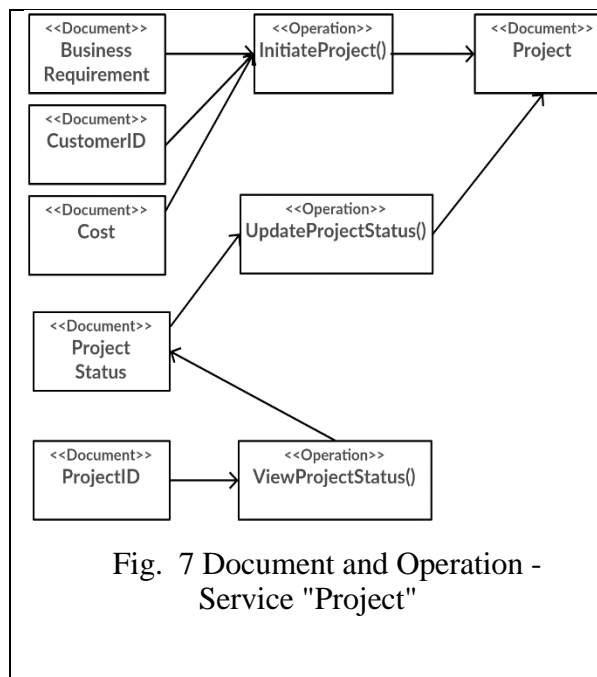 <<Document>>
Business
Requirement
<<Operation>>
InitiateProject()
<<Document>>
Project
<<Document>>
CustomerID
<<Document>>
Cost
<<Operation>>
UpdateProjectStatus()
<<Document>>
Project
Status
<<Document>>
ProjectID
<<Operation>>
ViewProjectStatus()
Fig. 7 Document and Operation -
Service "Project"